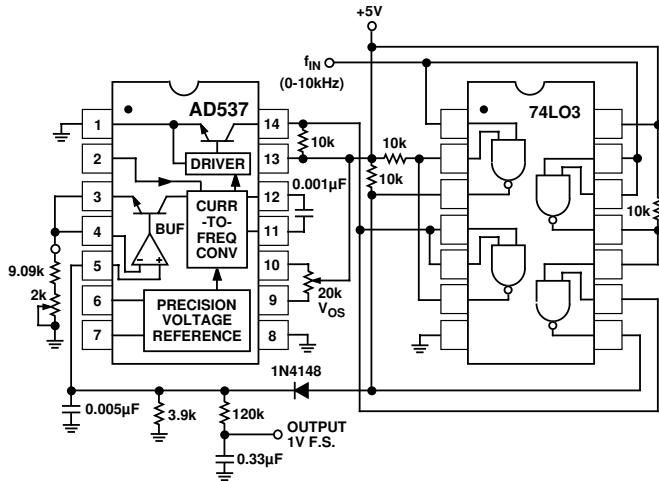 +5V
fIN
(0-10kHz)
AD537
74LO3
1
14
10k
2
DRIVER
13
10k
10k
0.001µF
3
12
BUF
CURR
-TO-
FREQ
CONV
10k
4
11
– +
9.09k
5
10
2k
20k
VOS
6
PRECISION
VOLTAGE
REFERENCE
9
7
8
1N4148
0.005µF
3.9k
120k
OUTPUT
1V F.S.
0.33µF